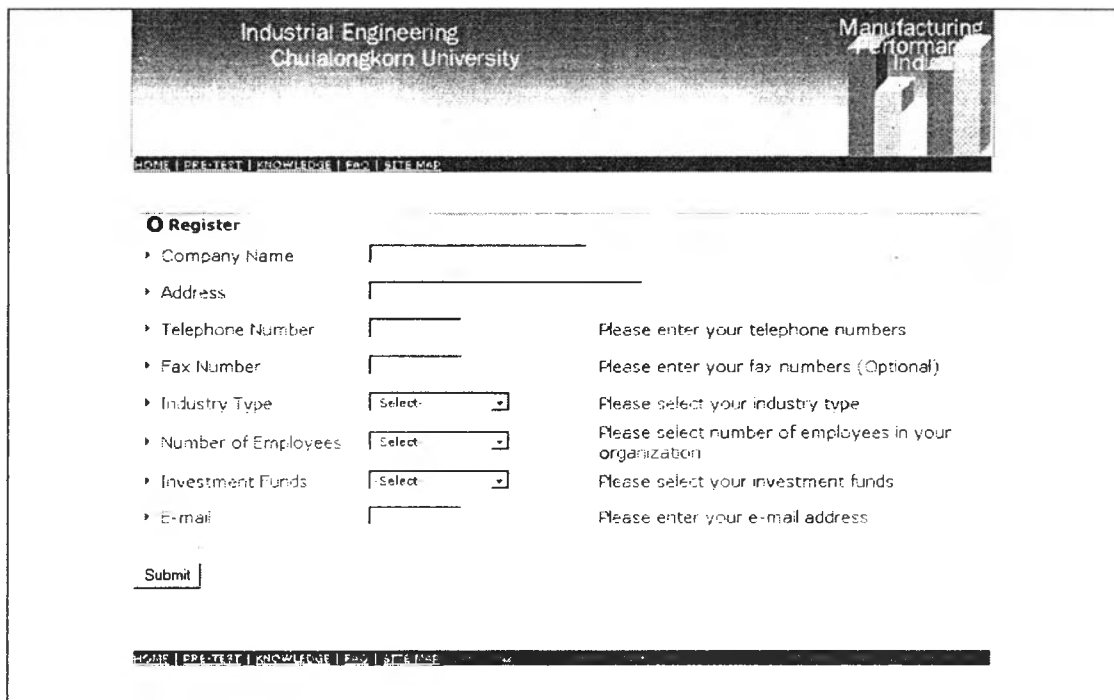 Industrial Engineering
Chulalongkorn University
Manufacturing
Performan
Indic
HOME | PRE-TEST | KNOWLEDGE | FAQ | SITE MAP
Register
Company Name
Address
Telephone Number Please enter your telephone numbers
Fax Number Please enter your fax numbers (Optional)
Industry Type -Select- Please select your industry type
Number of Employees -Select- Please select number of employees in your
organization
Investment Funds -Select- Please select your investment funds
E-mail Please enter your e-mail address
Submit
HOME | PRE-TEST | KNOWLEDGE | FAQ | SITE MAP